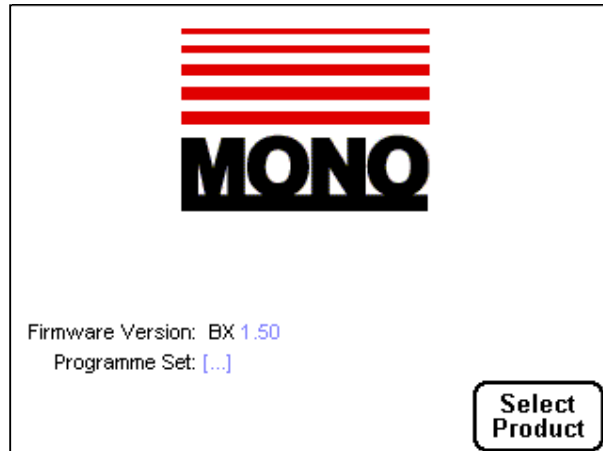 MONO
Firmware Version: BX 1.50
Programme Set: [...]
Select
Product